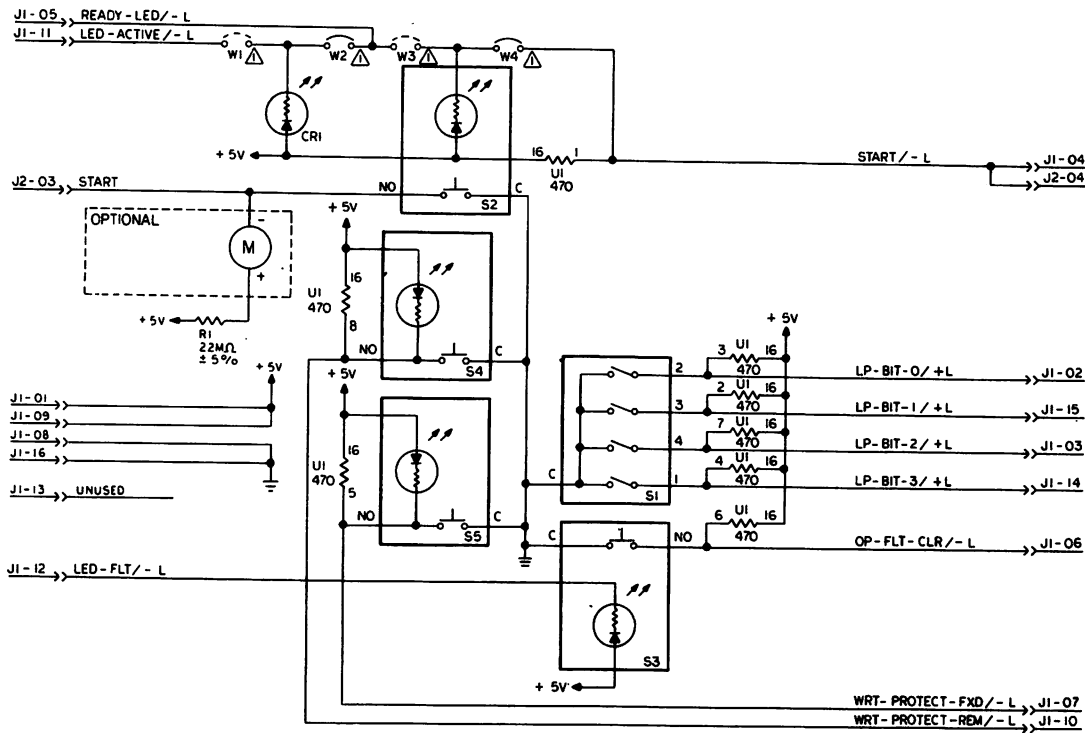 J1-05 READY-LED/-L
J1-11 LED-ACTIVE/-L
W1 1 W2 1 W3 1 W4 1
CR1
+5V
16 1
U1
470
START/-L
J1-04
J2-04
J2-03 START
NO C
S2
OPTIONAL
-
M
+
+5V
R1
22MΩ
±5%
+5V
16
U1
470
8
NO C
S4
+5V
J1-01
J1-09
J1-08
J1-16
J1-13 UNUSED
+5V
16
U1
470
5
NO C
S5
+5V
3 U1 16
470
2 LP-BIT-0/+L J1-02
2 U1 16
470
3 LP-BIT-1/+L J1-15
7 U1 16
470
4 LP-BIT-2/+L J1-03
4 U1 16
470
C 1 LP-BIT-3/+L J1-14
S1
6 U1 16
470
C NO OP-FLT-CLR/-L J1-06
J1-12 LED-FLT/-L
S3
+5V
WRT-PROTECT-FXD/-L J1-07
WRT-PROTECT-REM/-L J1-10